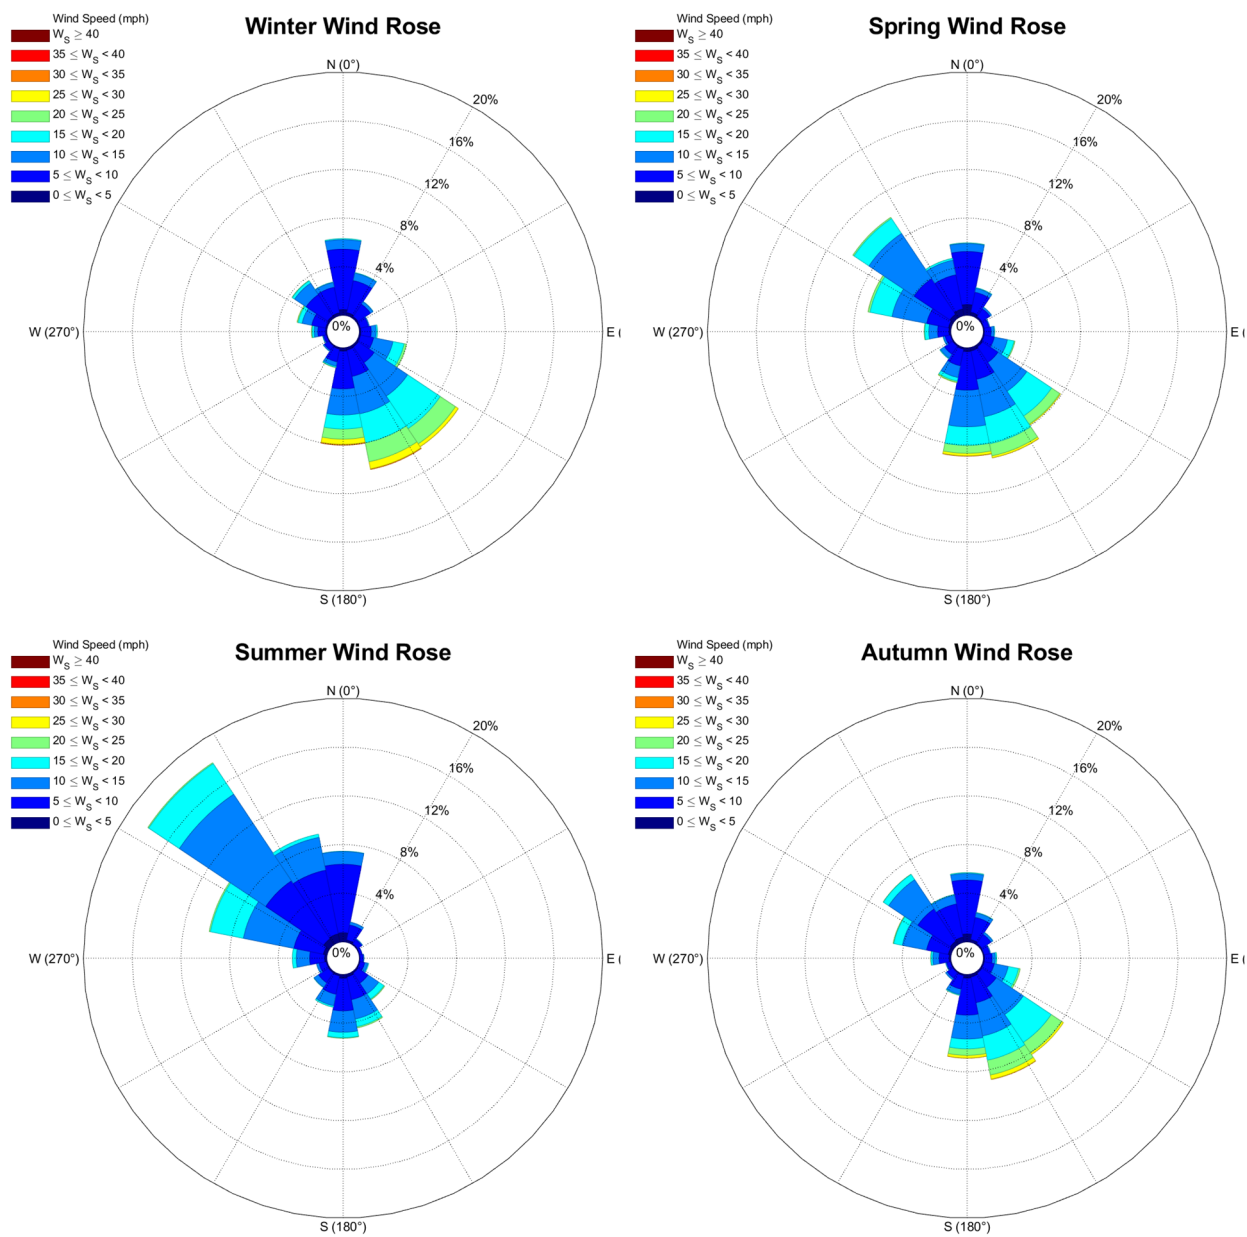 Wind Speed (mph)
Winter Wind Rose
W_S ≥ 40
35 ≤ W_S < 40
30 ≤ W_S < 35
25 ≤ W_S < 30
20 ≤ W_S < 25
15 ≤ W_S < 20
10 ≤ W_S < 15
5 ≤ W_S < 10
0 ≤ W_S < 5
N (0°)
20%
16%
12%
8%
4%
0%
W (270°)
E (
S (180°)
Wind Speed (mph)
Spring Wind Rose
W_S ≥ 40
35 ≤ W_S < 40
30 ≤ W_S < 35
25 ≤ W_S < 30
20 ≤ W_S < 25
15 ≤ W_S < 20
10 ≤ W_S < 15
5 ≤ W_S < 10
0 ≤ W_S < 5
N (0°)
20%
16%
12%
8%
4%
0%
W (270°)
E (
S (180°)
Wind Speed (mph)
Summer Wind Rose
W_S ≥ 40
35 ≤ W_S < 40
30 ≤ W_S < 35
25 ≤ W_S < 30
20 ≤ W_S < 25
15 ≤ W_S < 20
10 ≤ W_S < 15
5 ≤ W_S < 10
0 ≤ W_S < 5
N (0°)
20%
16%
12%
8%
4%
0%
W (270°)
E (
S (180°)
Wind Speed (mph)
Autumn Wind Rose
W_S ≥ 40
35 ≤ W_S < 40
30 ≤ W_S < 35
25 ≤ W_S < 30
20 ≤ W_S < 25
15 ≤ W_S < 20
10 ≤ W_S < 15
5 ≤ W_S < 10
0 ≤ W_S < 5
N (0°)
20%
16%
12%
8%
4%
0%
W (270°)
E (
S (180°)